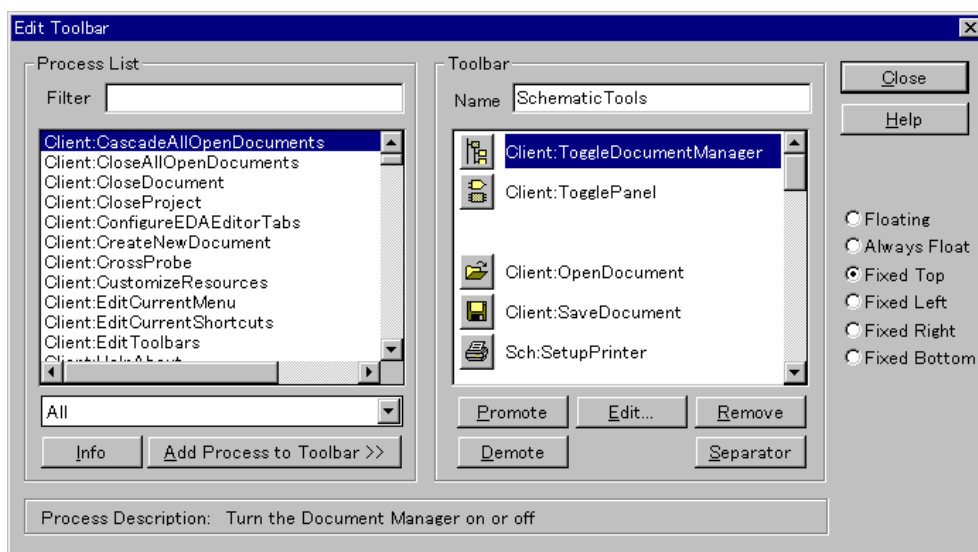 Edit Toolbar
Process List
Filter
Client:CascadeAllOpenDocuments
Client:CloseAllOpenDocuments
Client:CloseDocument
Client:CloseProject
Client:ConfigureEDAEditorTabs
Client:CreateNewDocument
Client:CrossProbe
Client:CustomizeResources
Client:EditCurrentMenu
Client:EditCurrentShortcuts
Client:EditToolbars
Client:HelpAbout
All
Info
Add Process to Toolbar >>
Toolbar
Name SchematicTools
Client:ToggleDocumentManager
Client:TogglePanel
Client:OpenDocument
Client:SaveDocument
Sch:SetupPrinter
Promote
Edit...
Remove
Demote
Separator
Close
Help
Floating
Always Float
Fixed Top
Fixed Left
Fixed Right
Fixed Bottom
Process Description: Turn the Document Manager on or off